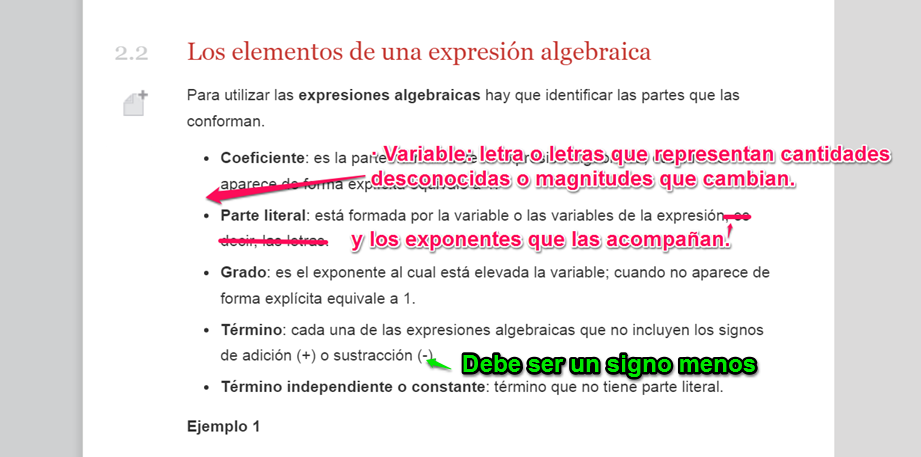 2.2 Los elementos de una expresión algebraica
Para utilizar las expresiones algebraicas hay que identificar las partes que las
conforman.
• Coeficiente: es la parte
· Variable: letra o letras que representan cantidades
aparece de forma
desconocidas o magnitudes que cambian.
• Parte literal: está formada por la variable o las variables de la expresión, es
decir, las letras.
y los exponentes que las acompañan.
• Grado: es el exponente al cual está elevada la variable; cuando no aparece de
forma explícita equivale a 1.
• Término: cada una de las expresiones algebraicas que no incluyen los signos
de adición (+) o sustracción (-).
Debe ser un signo menos
• Término independiente o constante: término que no tiene parte literal.
Ejemplo 1